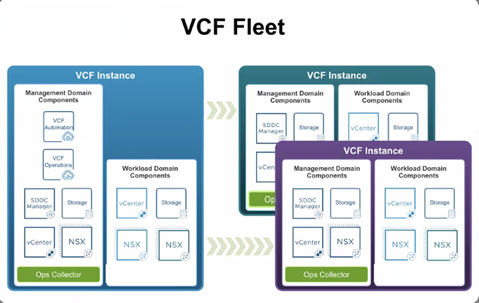 VCF Fleet
VCF Instance
Management Domain
Components
VCF
Automation
VCF
Operations
SDDC
Manager
Storage
vCenter
NSX
Ops Collector
Workload Domain
Components
vCenter
Storage
NSX
NSX
VCF Instance
Management Domain
Components
SDDC
Manager
Storage
Workload Domain
Components
vCenter
Storage
VCF Instance
Management Domain
Components
SDDC
Manager
Storage
vCenter
NSX
Ops Collector
Workload Domain
Components
vCenter
Storage
NSX
NSX